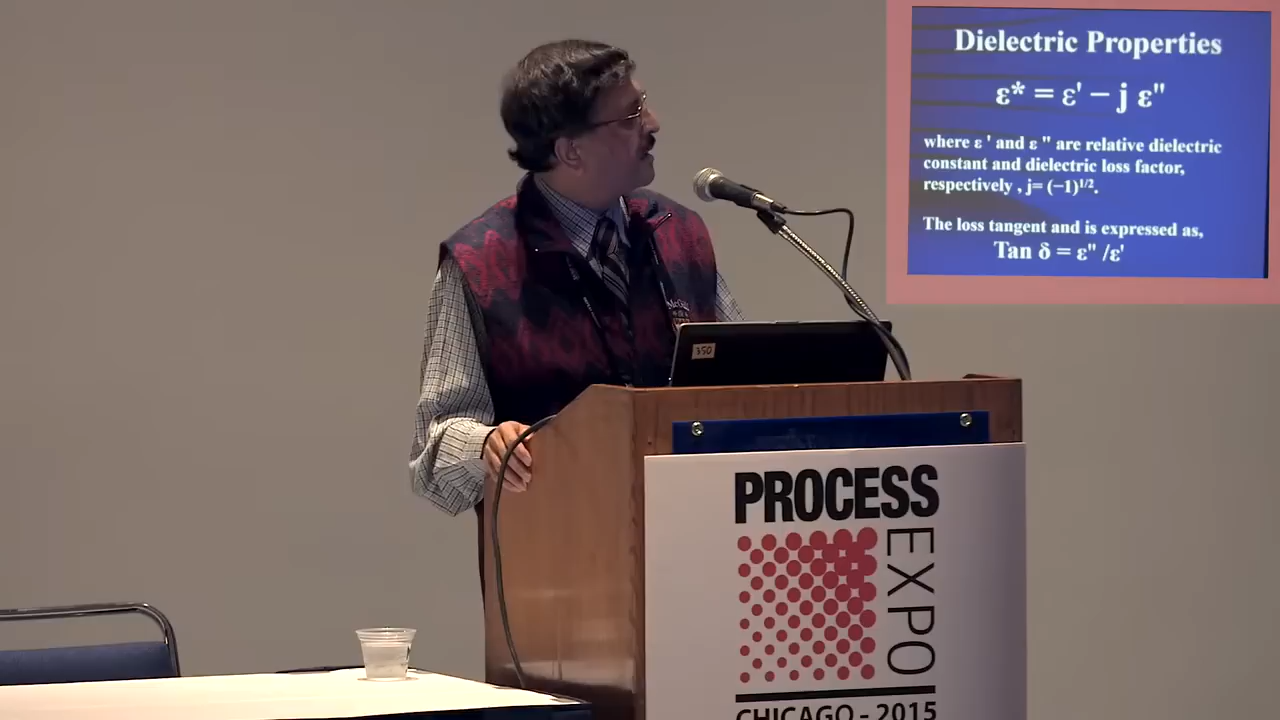 Dielectric Properties
ε* = ε' − j ε"
where ε ' and ε " are relative dielectric
constant and dielectric loss factor,
respectively , j= (−1)^1/2.
The loss tangent and is expressed as,
Tan δ = ε" /ε'
McGill
350
PROCESS
EXPO
CHICAGO - 2015